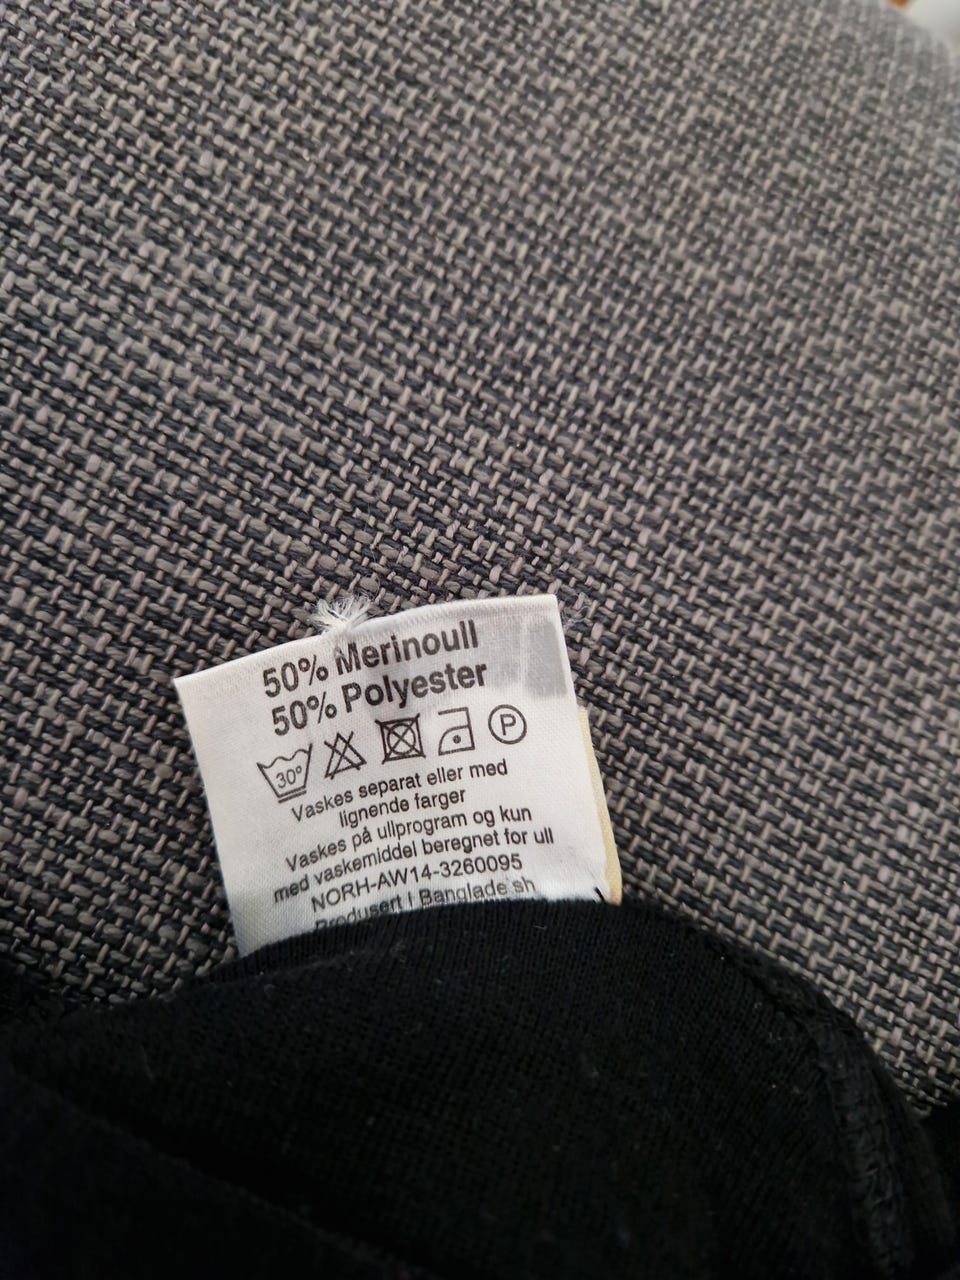 50% Merinoull
50% Polyester
30° P
Vaskes separat eller med
lignende farger
Vaskes på ullprogram og kun
med vaskemiddel beregnet for ull
NORH-AW14-3260095
Produsert I Banglade.sh